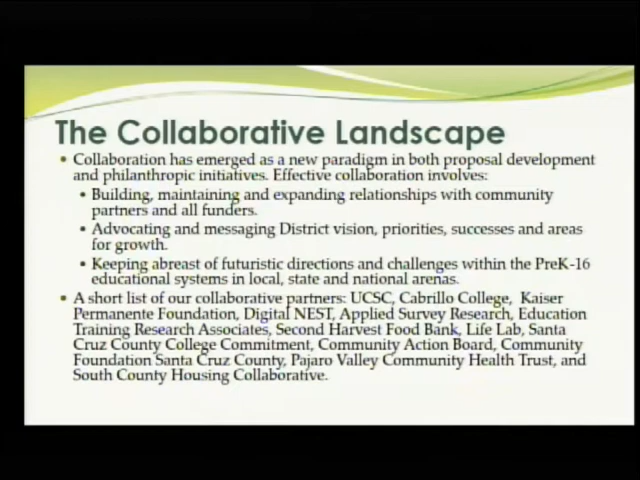 The Collaborative Landscape
• Collaboration has emerged as a new paradigm in both proposal development
and philanthropic initiatives. Effective collaboration involves:
• Building, maintaining and expanding relationships with community
partners and all funders.
• Advocating and messaging District vision, priorities, successes and areas
for growth.
• Keeping abreast of futuristic directions and challenges within the PreK-16
educational systems in local, state and national arenas.
• A short list of our collaborative partners: UCSC, Cabrillo College, Kaiser
Permanente Foundation, Digital NEST, Applied Survey Research, Education
Training Research Associates, Second Harvest Food Bank, Life Lab, Santa
Cruz County College Commitment, Community Action Board, Community
Foundation Santa Cruz County, Pajaro Valley Community Health Trust, and
South County Housing Collaborative.